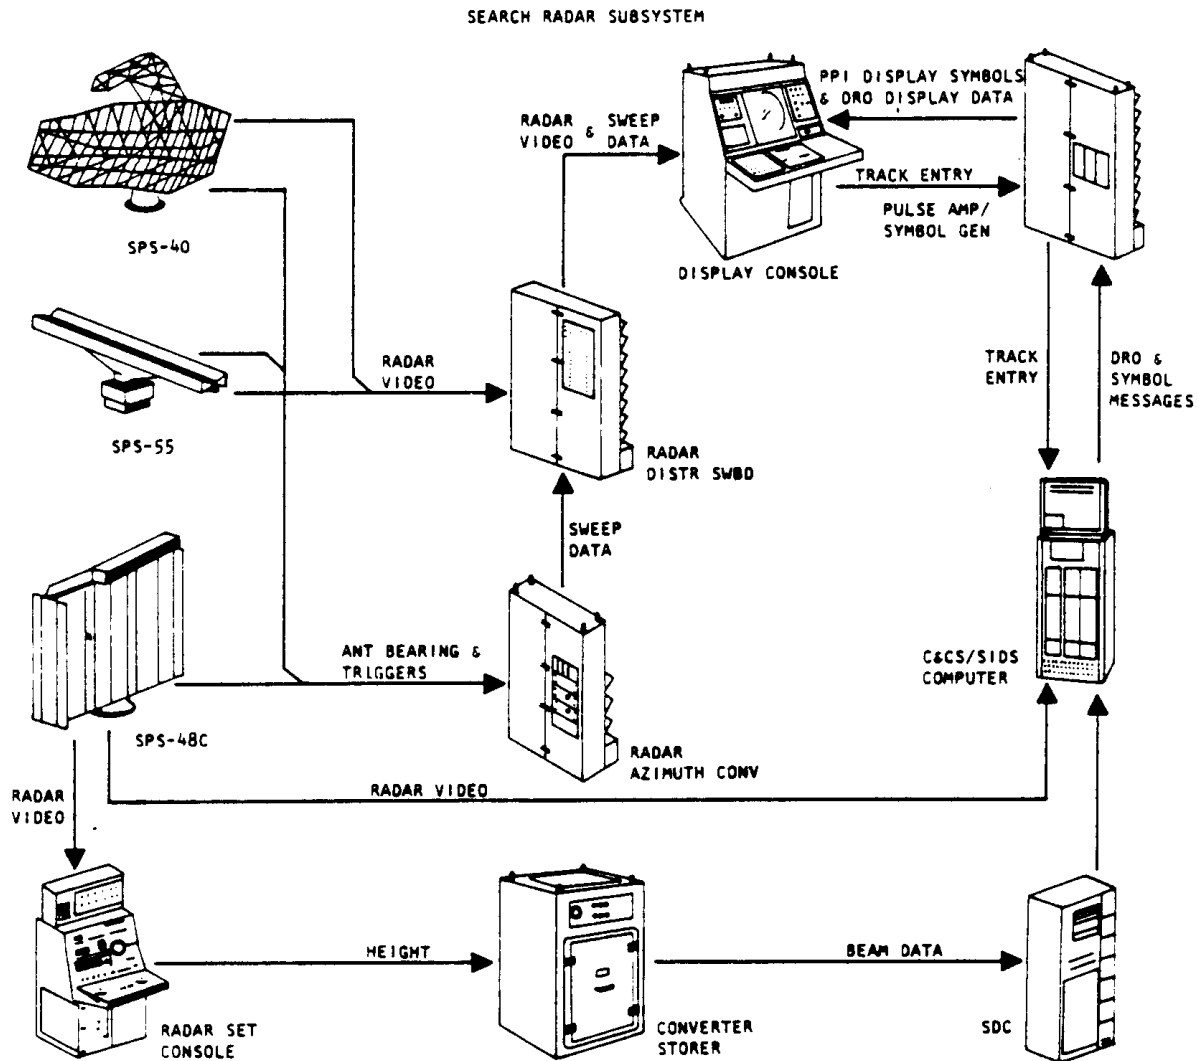 SEARCH RADAR SUBSYSTEM
PPI DISPLAY SYMBOLS
& DRO DISPLAY DATA
RADAR
VIDEO & SWEEP
DATA
TRACK ENTRY
PULSE AMP/
SYMBOL GEN
SPS-40
DISPLAY CONSOLE
RADAR
VIDEO
TRACK
ENTRY
DRO &
SYMBOL
MESSAGES
SPS-55
RADAR
DISTR SWBD
SWEEP
DATA
ANT BEARING &
TRIGGERS
C&CS/SIDS
COMPUTER
SPS-48C
RADAR
AZIMUTH CONV
RADAR
VIDEO
RADAR VIDEO
HEIGHT
BEAM DATA
RADAR SET
CONSOLE
CONVERTER
STORER
SDC